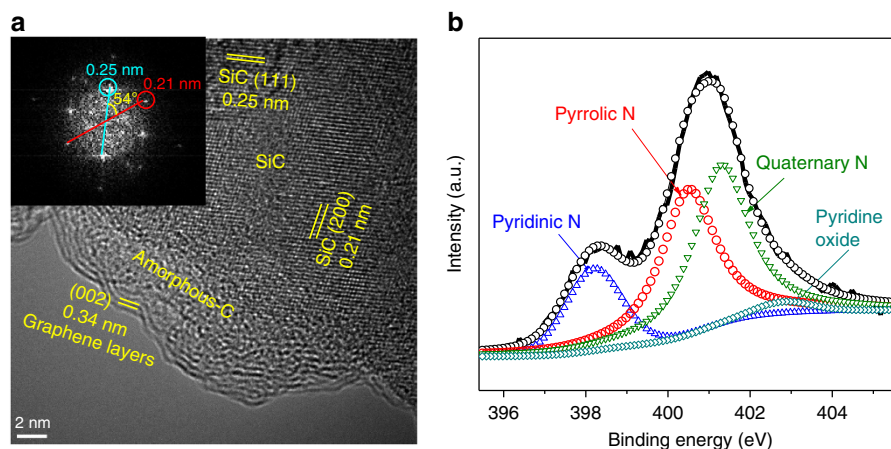 a
0.25 nm
0.21 nm
54°
SiC (111)
0.25 nm
SiC
SiC (200)
0.21 nm
Amorphous-C
(002)
0.34 nm
Graphene layers
2 nm
b
Intensity (a.u.)
Pyrrolic N
Quaternary N
Pyridinic N
Pyridine
oxide
396 398 400 402 404
Binding energy (eV)